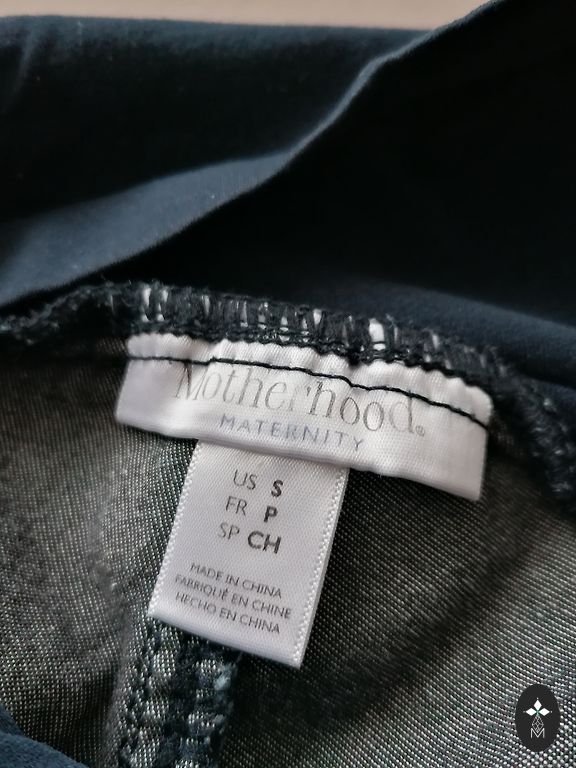 Motherhood®
MATERNITY
US S
FR P
SP CH
MADE IN CHINA
FABRIQUÉ EN CHINE
HECHO EN CHINA
M